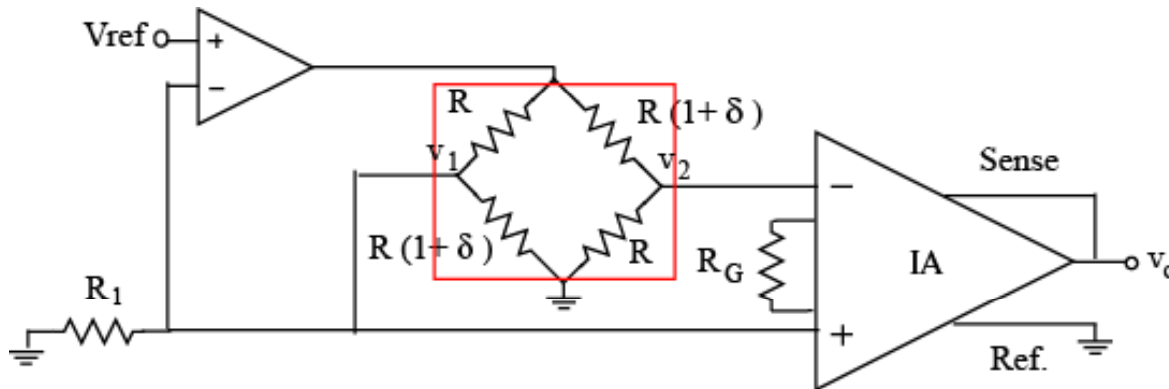 Vref
+
−
R
R (1+ δ )
v1
v2
Sense
−
R (1+ δ)
R
RG
IA
R1
+
Ref.